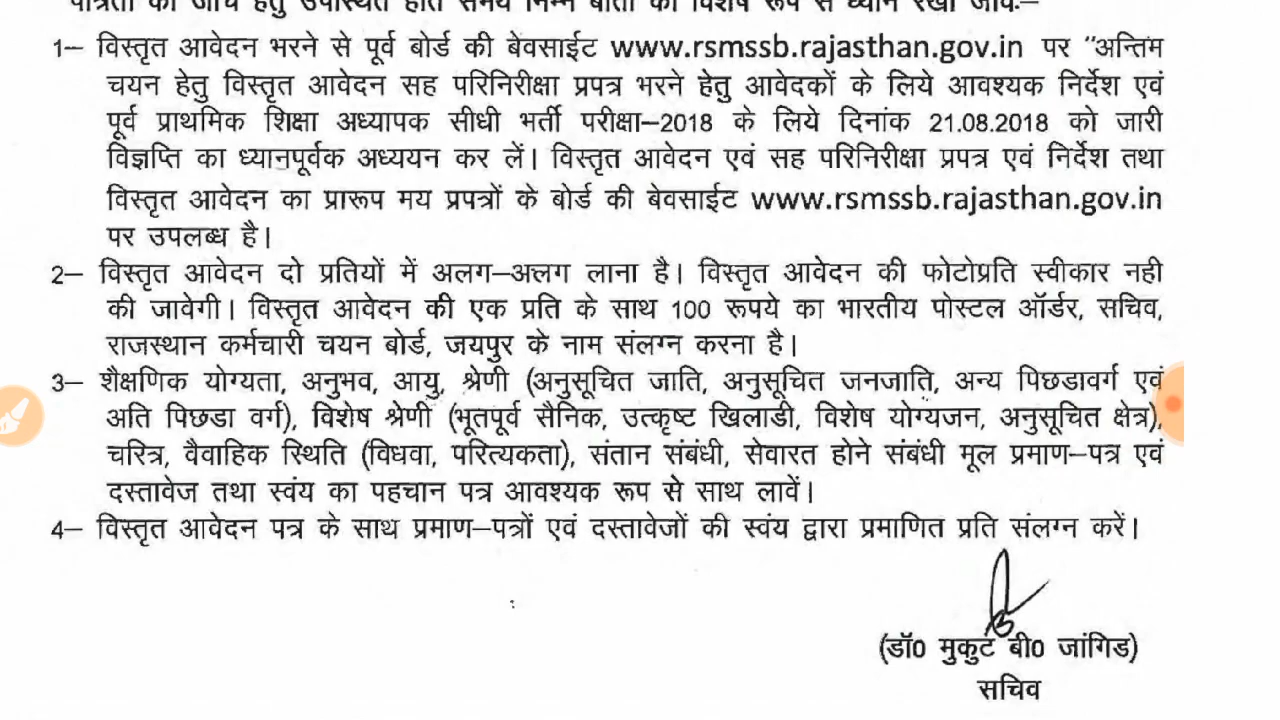 पात्रता की जांच हेतु उपस्थित होते समय निम्न बातों का विशेष रूप से ध्यान रखा जावे:–
1– विस्तृत आवेदन भरने से पूर्व बोर्ड की बेवसाईट www.rsmssb.rajasthan.gov.in पर "अन्तिम
चयन हेतु विस्तृत आवेदन सह परिनिरीक्षा प्रपत्र भरने हेतु आवेदकों के लिये आवश्यक निर्देश एवं
पूर्व प्राथमिक शिक्षा अध्यापक सीधी भर्ती परीक्षा–2018 के लिये दिनांक 21.08.2018 को जारी
विज्ञप्ति का ध्यानपूर्वक अध्ययन कर लें। विस्तृत आवेदन एवं सह परिनिरीक्षा प्रपत्र एवं निर्देश तथा
विस्तृत आवेदन का प्रारूप मय प्रपत्रों के बोर्ड की बेवसाईट www.rsmssb.rajasthan.gov.in
पर उपलब्ध है।
2– विस्तृत आवेदन दो प्रतियों में अलग–अलग लाना है। विस्तृत आवेदन की फोटोप्रति स्वीकार नही
की जावेगी। विस्तृत आवेदन की एक प्रति के साथ 100 रूपये का भारतीय पोस्टल ऑर्डर, सचिव,
राजस्थान कर्मचारी चयन बोर्ड, जयपुर के नाम संलग्न करना है।
3– शैक्षणिक योग्यता, अनुभव, आयु, श्रेणी (अनुसूचित जाति, अनुसूचित जनजाति, अन्य पिछडावर्ग एवं
अति पिछडा वर्ग), विशेष श्रेणी (भूतपूर्व सैनिक, उत्कृष्ट खिलाडी, विशेष योग्यजन, अनुसूचित क्षेत्र),
चरित्र, वैवाहिक स्थिति (विधवा, परित्यकता), संतान संबंधी, सेवारत होने संबंधी मूल प्रमाण–पत्र एवं
दस्तावेज तथा स्वंय का पहचान पत्र आवश्यक रूप से साथ लावें।
4– विस्तृत आवेदन पत्र के साथ प्रमाण–पत्रों एवं दस्तावेजों की स्वंय द्वारा प्रमाणित प्रति संलग्न करें।
(डॉ0 मुकुट बी0 जांगिड)
सचिव